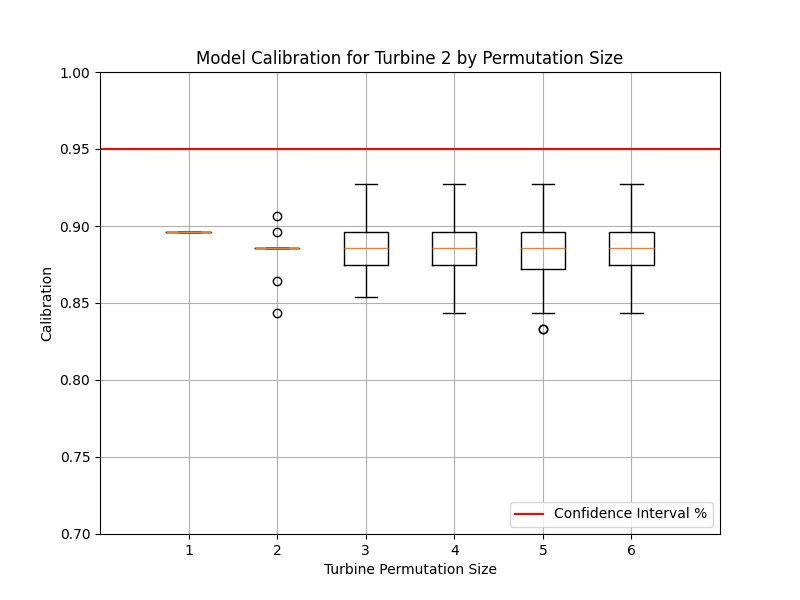 Model Calibration for Turbine 2 by Permutation Size
1.00
0.95
0.90
0.85
0.80
0.75
0.70
Calibration
Confidence Interval %
1 2 3 4 5 6
Turbine Permutation Size